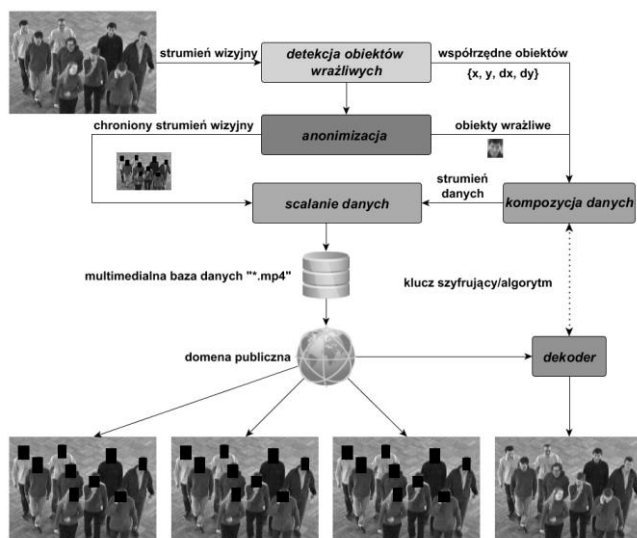 strumień wizyjny
detekcja obiektów
wrażliwych
współrzędne obiektów
{x, y, dx, dy}
chroniony strumień wizyjny
anonimizacja
obiekty wrażliwe
strumień
danych
scalanie danych
kompozycja danych
multimedialna baza danych "*.mp4"
klucz szyfrujący/algorytm
domena publiczna
dekoder